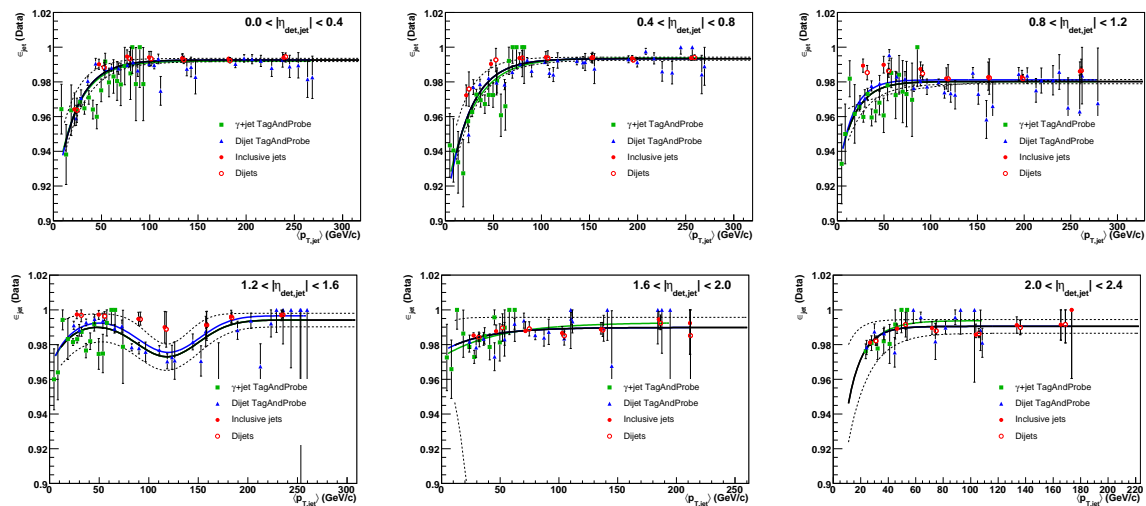 0.0 < |η_det,jet| < 0.4
ϵ_jet (Data)
1.02
1
0.98
0.96
0.94
0.92
0.9
γ+jet TagAndProbe
Dijet TagAndProbe
Inclusive jets
Dijets
0 50 100 150 200 250 300
⟨p_T,jet⟩ (GeV/c)
0.4 < |η_det,jet| < 0.8
ϵ_jet (Data)
1.02
1
0.98
0.96
0.94
0.92
0.9
γ+jet TagAndProbe
Dijet TagAndProbe
Inclusive jets
Dijets
0 50 100 150 200 250 300
⟨p_T,jet⟩ (GeV/c)
0.8 < |η_det,jet| < 1.2
ϵ_jet (Data)
1.02
1
0.98
0.96
0.94
0.92
0.9
γ+jet TagAndProbe
Dijet TagAndProbe
Inclusive jets
Dijets
0 50 100 150 200 250 300 350
⟨p_T,jet⟩ (GeV/c)
1.2 < |η_det,jet| < 1.6
ϵ_jet (Data)
1.02
1
0.98
0.96
0.94
0.92
0.9
γ+jet TagAndProbe
Dijet TagAndProbe
Inclusive jets
Dijets
0 50 100 150 200 250 300
⟨p_T,jet⟩ (GeV/c)
1.6 < |η_det,jet| < 2.0
ϵ_jet (Data)
1.02
1
0.98
0.96
0.94
0.92
0.9
γ+jet TagAndProbe
Dijet TagAndProbe
Inclusive jets
Dijets
0 50 100 150 200 250
⟨p_T,jet⟩ (GeV/c)
2.0 < |η_det,jet| < 2.4
ϵ_jet (Data)
1.02
1
0.98
0.96
0.94
0.92
0.9
γ+jet TagAndProbe
Dijet TagAndProbe
Inclusive jets
Dijets
0 20 40 60 80 100 120 140 160 180 200 220
⟨p_T,jet⟩ (GeV/c)